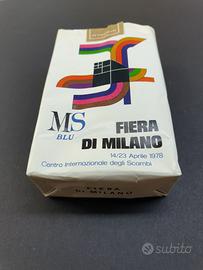 MS
BLU
FIERA
DI MILANO
14/23 Aprile 1978
Centro Internazionale degli Scambi
FIERA
DI MILANO
subito